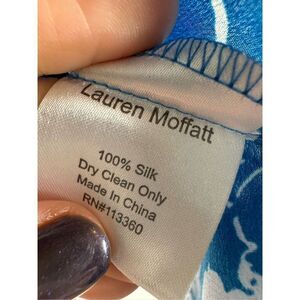 Lauren Moffatt
100% Silk
Dry Clean Only
Made In China
RN#113360